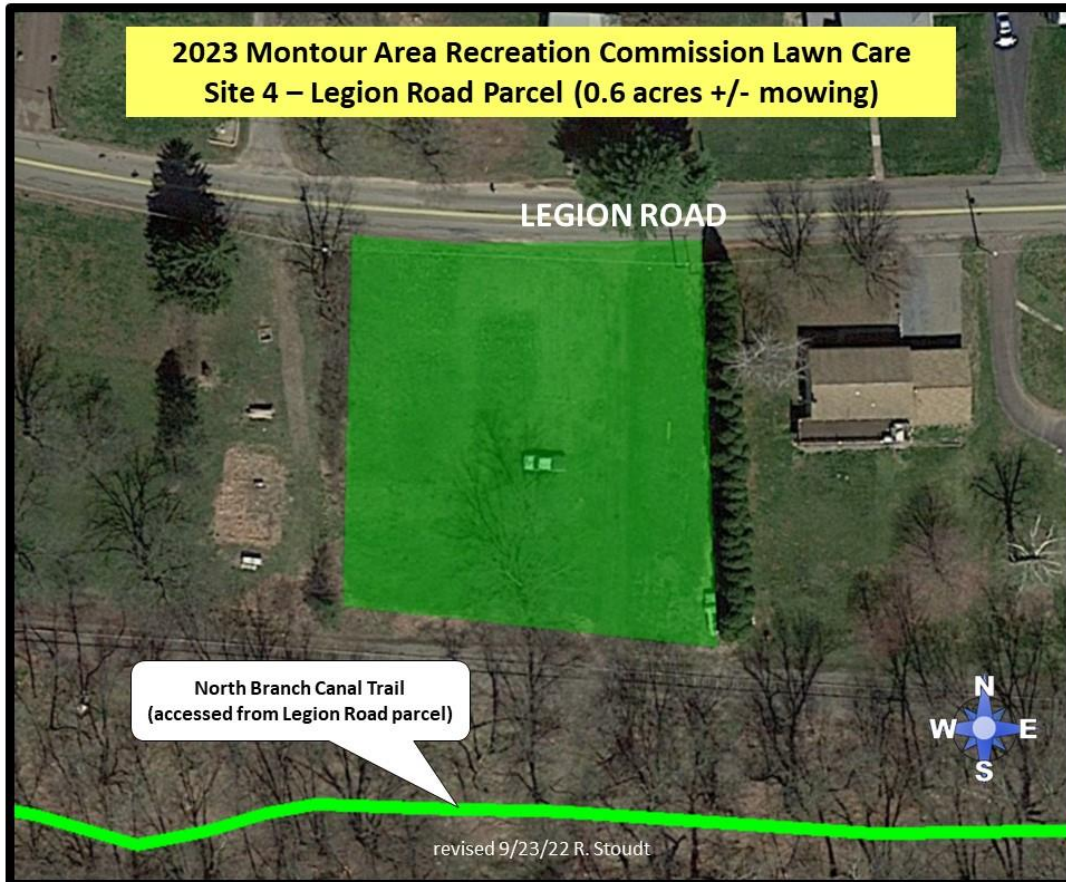 2023 Montour Area Recreation Commission Lawn Care
Site 4 – Legion Road Parcel (0.6 acres +/- mowing)
LEGION ROAD
North Branch Canal Trail
(accessed from Legion Road parcel)
N
W E
S
revised 9/23/22 R. Stoudt